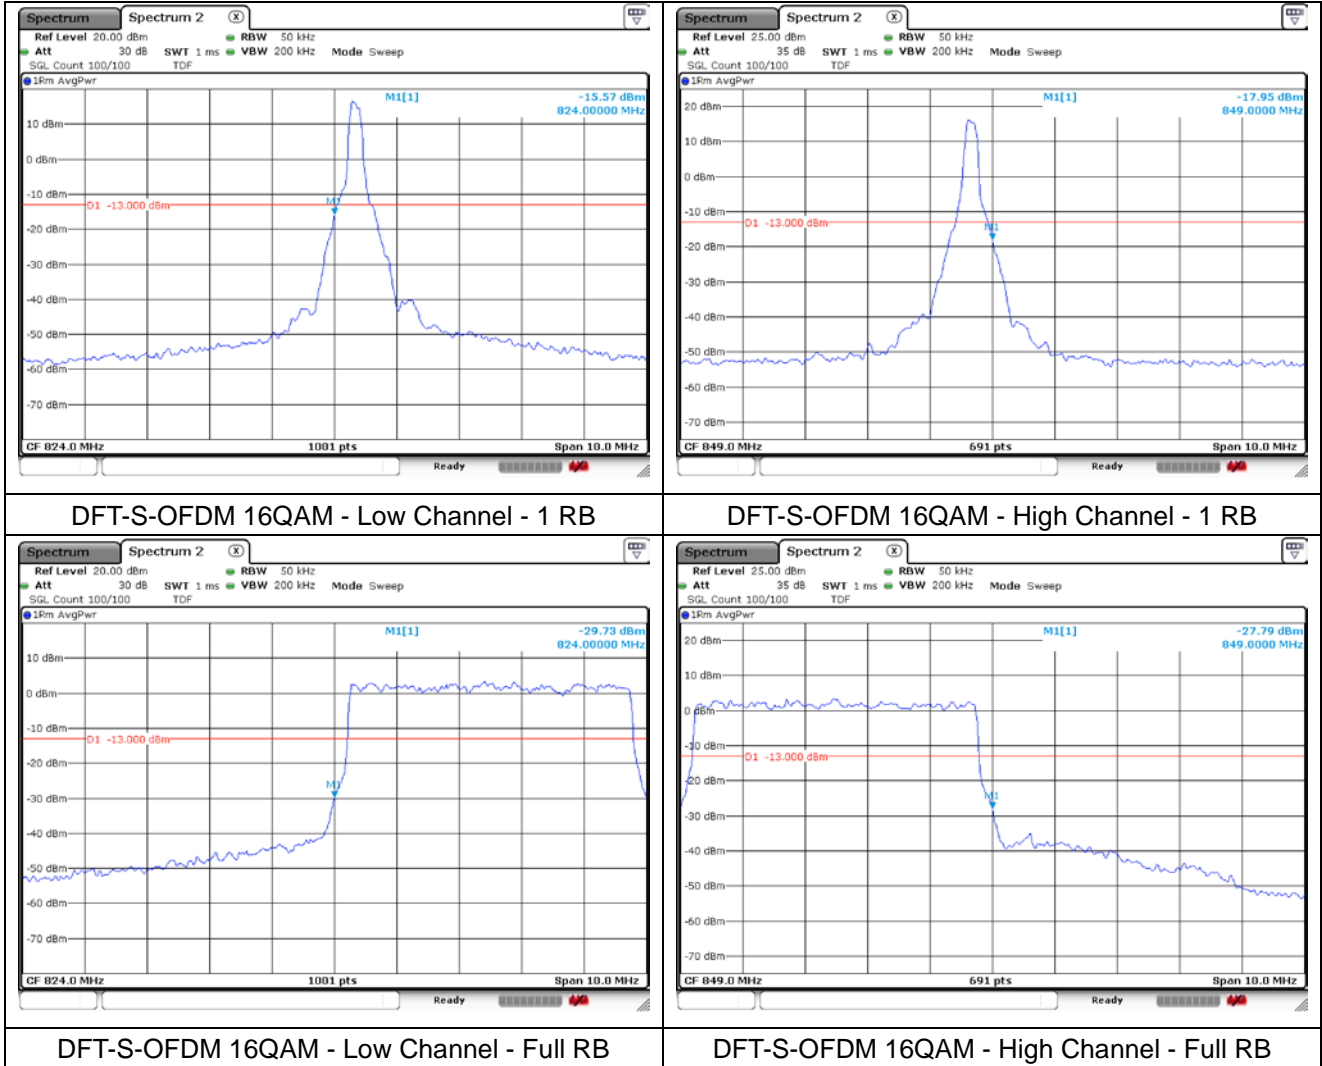 Spectrum Spectrum 2 X
Ref Level 20.00 dBm RBW 50 kHz
Att 30 dB SWT 1 ms VBW 200 kHz Mode Sweep
SGL Count 100/100 TDF
1Rm AvgPwr
M1[1] -15.57 dBm
824.00000 MHz
10 dBm
0 dBm
-10 dBm
M1
D1 -13.000 dBm
-20 dBm
-30 dBm
-40 dBm
-50 dBm
-60 dBm
-70 dBm
CF 824.0 MHz 1001 pts Span 10.0 MHz
Ready
DFT-S-OFDM 16QAM - Low Channel - 1 RB
Spectrum Spectrum 2 X
Ref Level 25.00 dBm RBW 50 kHz
Att 35 dB SWT 1 ms VBW 200 kHz Mode Sweep
SGL Count 100/100 TDF
1Rm AvgPwr
M1[1] -17.95 dBm
849.0000 MHz
20 dBm
10 dBm
0 dBm
-10 dBm
D1 -13.000 dBm
M1
-20 dBm
-30 dBm
-40 dBm
-50 dBm
-60 dBm
-70 dBm
CF 849.0 MHz 691 pts Span 10.0 MHz
Ready
DFT-S-OFDM 16QAM - High Channel - 1 RB
Spectrum Spectrum 2 X
Ref Level 20.00 dBm RBW 50 kHz
Att 30 dB SWT 1 ms VBW 200 kHz Mode Sweep
SGL Count 100/100 TDF
1Rm AvgPwr
M1[1] -29.73 dBm
824.00000 MHz
10 dBm
0 dBm
-10 dBm
D1 -13.000 dBm
-20 dBm
M1
-30 dBm
-40 dBm
-50 dBm
-60 dBm
-70 dBm
CF 824.0 MHz 1001 pts Span 10.0 MHz
Ready
DFT-S-OFDM 16QAM - Low Channel - Full RB
Spectrum Spectrum 2 X
Ref Level 25.00 dBm RBW 50 kHz
Att 35 dB SWT 1 ms VBW 200 kHz Mode Sweep
SGL Count 100/100 TDF
1Rm AvgPwr
M1[1] -27.79 dBm
849.0000 MHz
20 dBm
10 dBm
0 dBm
-10 dBm
D1 -13.000 dBm
-20 dBm
M1
-30 dBm
-40 dBm
-50 dBm
-60 dBm
-70 dBm
CF 849.0 MHz 691 pts Span 10.0 MHz
Ready
DFT-S-OFDM 16QAM - High Channel - Full RB